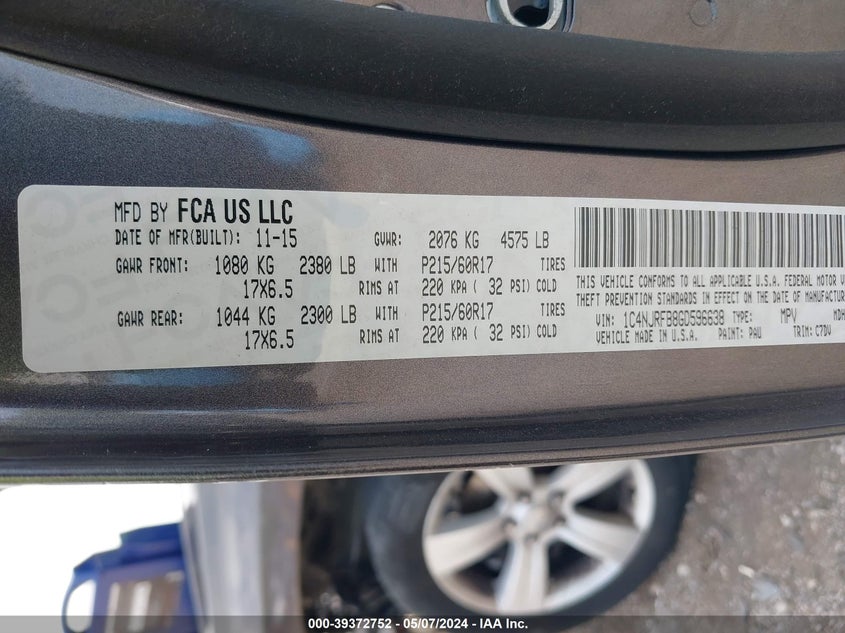 MFD BY FCA US LLC
DATE OF MFR(BUILT): 11-15 GVWR: 2076 KG 4575 LB
GAWR FRONT: 1080 KG 2380 LB WITH P215/60R17 TIRES
17X6.5 RIMS AT 220 KPA ( 32 PSI) COLD
GAWR REAR: 1044 KG 2300 LB WITH P215/60R17 TIRES
17X6.5 RIMS AT 220 KPA ( 32 PSI) COLD
THIS VEHICLE CONFORMS TO ALL APPLICABLE U.S.A. FEDERAL MOTOR
THEFT PREVENTION STANDARDS IN EFFECT ON THE DATE OF MANUFACTUR
VIN: 1C4NJRFB8GD596638 TYPE: MPV MDH
VEHICLE MADE IN U.S.A. PAINT: PAU TRIM: C7DV
000-39372752 - 05/07/2024 - IAA Inc.